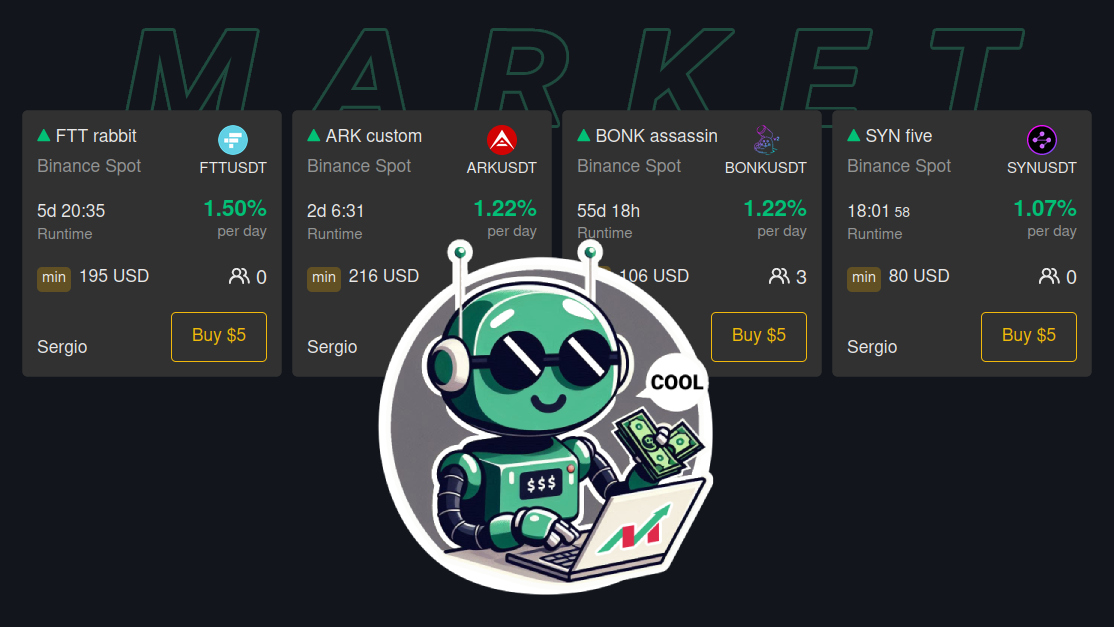 MARKET
FTT rabbit
Binance Spot
FTTUSDT
5d 20:35
Runtime
1.50%
per day
min 195 USD
0
Sergio
Buy $5
ARK custom
Binance Spot
ARKUSDT
2d 6:31
Runtime
1.22%
per day
min 216 USD
Sergio
BONK assassin
Binance Spot
BONKUSDT
55d 18h
Runtime
1.22%
per day
106 USD
3
Buy $5
SYN five
Binance Spot
SYNUSDT
18:01 58
Runtime
1.07%
per day
min 80 USD
0
Sergio
Buy $5
COOL
$$$